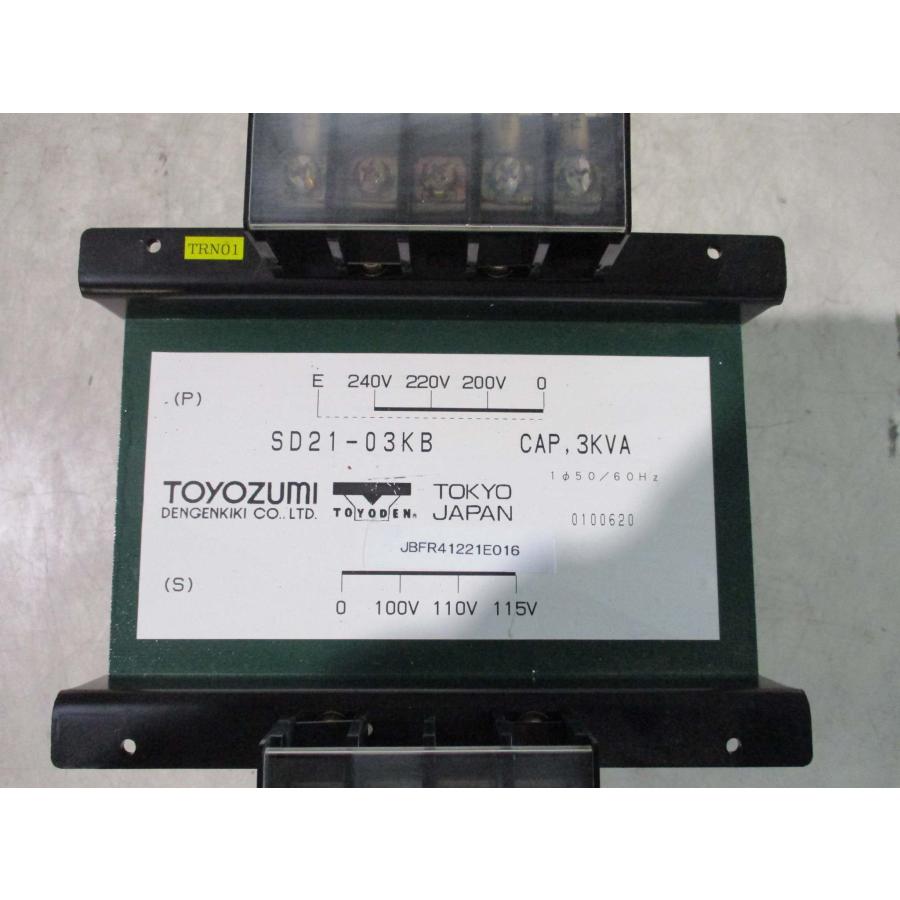 TRN01
E 240V 220V 200V 0
(P)
SD21-03KB CAP, 3KVA
1φ50/60Hz
TOYOZUMI
DENGENKIKI CO., LTD.
TOYODEN®
TOKYO
JAPAN
0100620
JBFR41221E016
(S)
0 100V 110V 115V